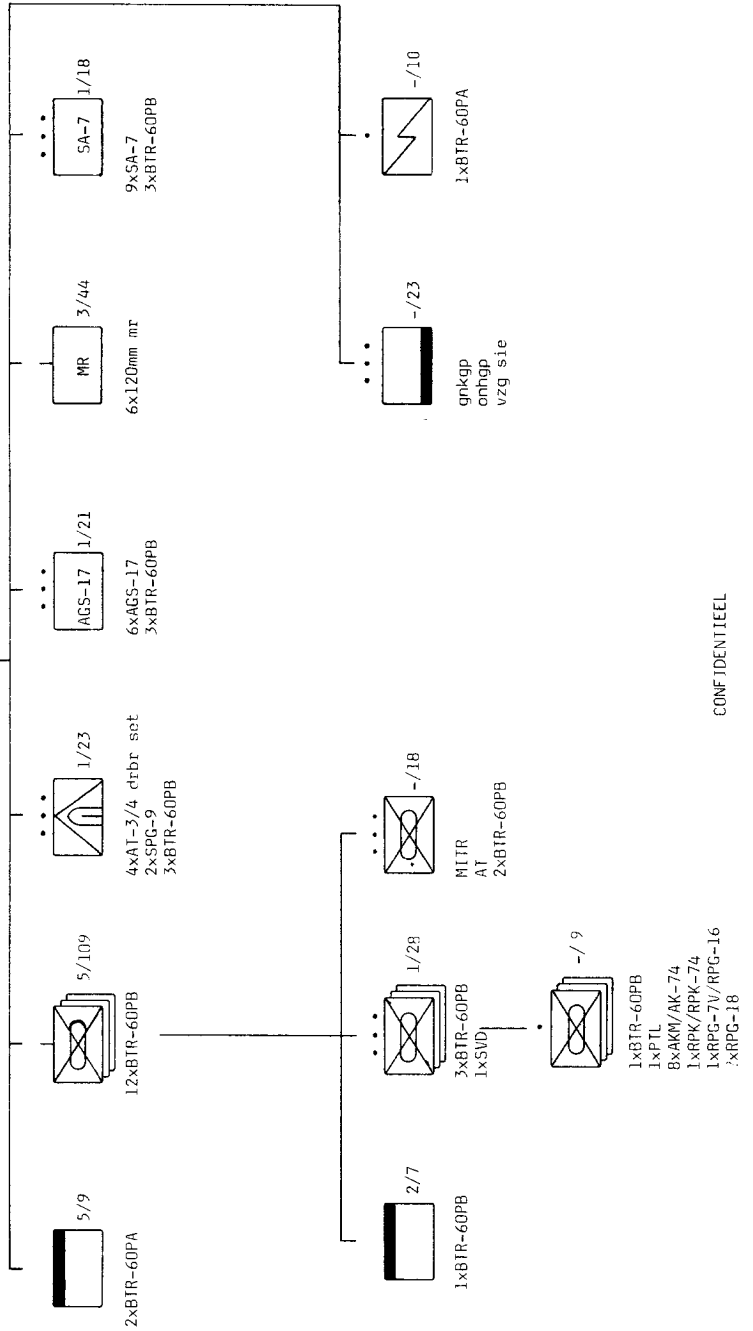 5/9
2xBTR-60PA
5/109
12xBTR-60PB
1/23
4xAT-3/4 drbr set
2xSPG-9
3xBTR-60PB
AGS-17
1/21
6xAGS-17
3xBTR-60PB
MR
3/44
6x120mm mr
SA-7
1/18
9xSA-7
3xBTR-60PB
2/7
1xBTR-60PB
1/28
3xBTR-60PB
1xSVD
-/18
MITR
AT
2xBTR-60PB
-/23
gnkgp
onhgp
vzg sie
-/10
1xBTR-60PA
-/9
1xBTR-60PB
1xPTL
8xAKM/AK-74
1xRPK/RPK-74
1xRPG-7V/RPG-16
xRPG-18
CONFIDENTIEEL